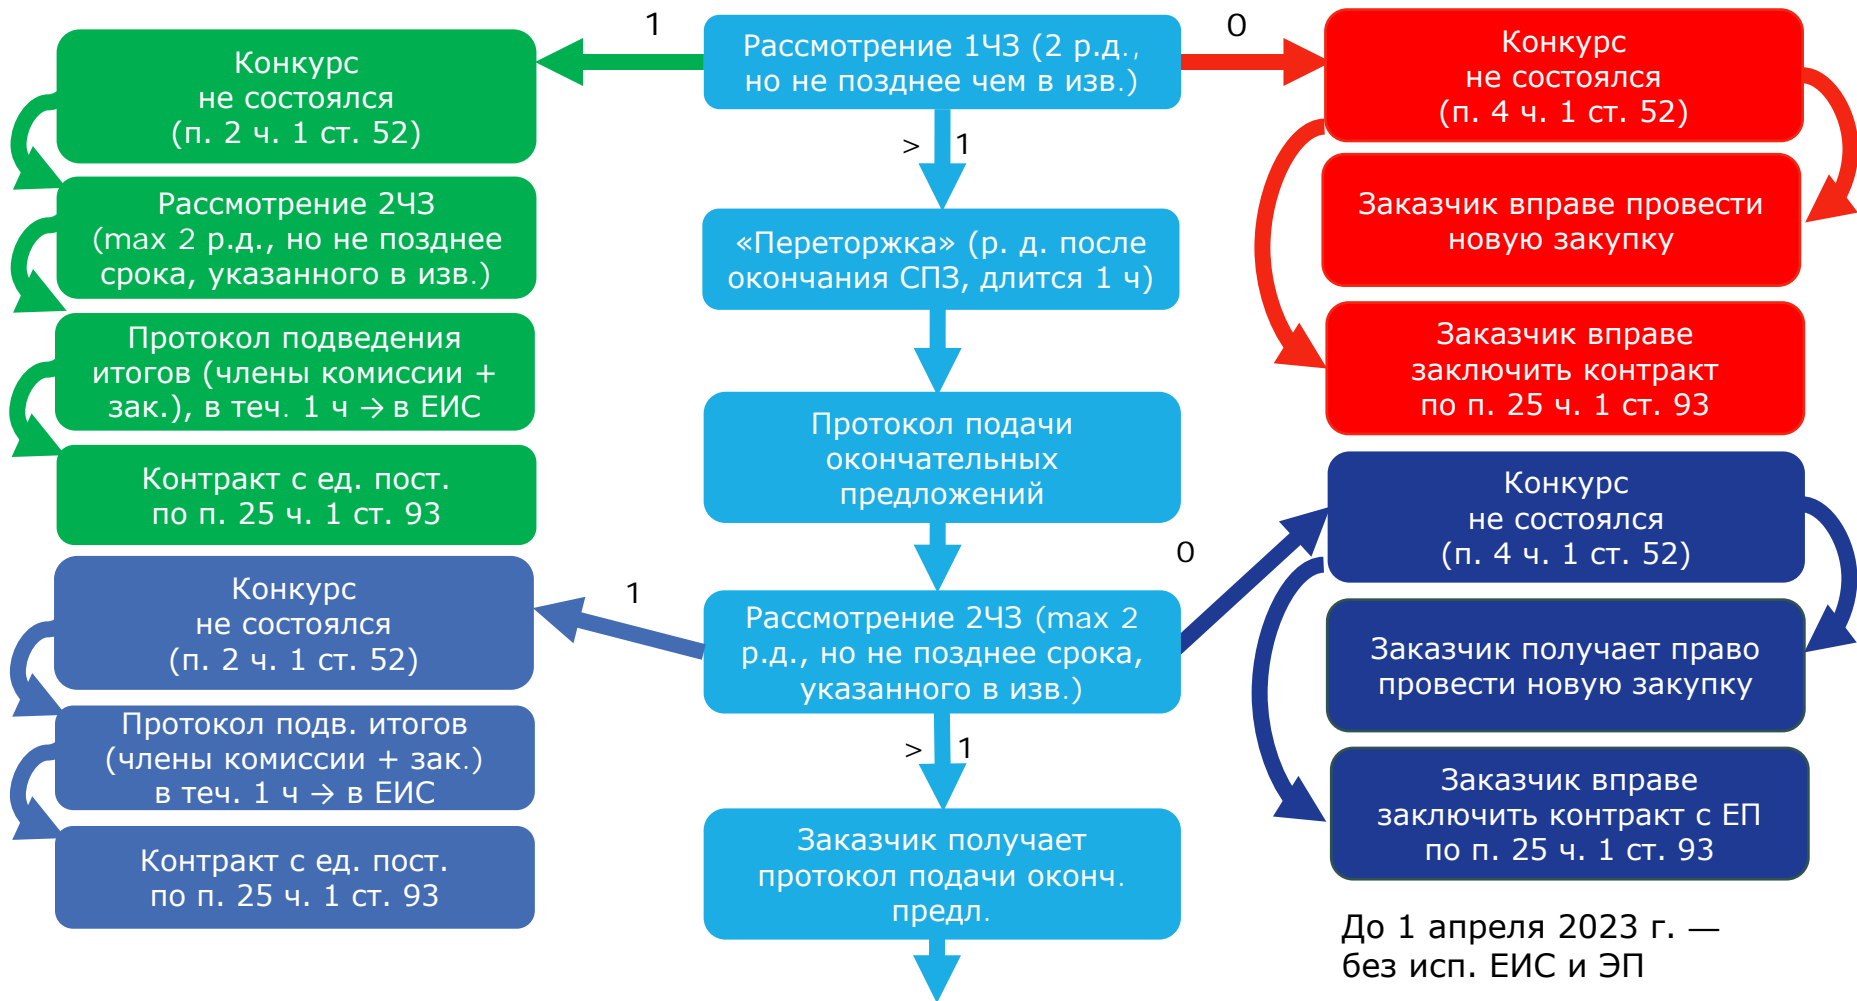 1
Рассмотрение 1ЧЗ (2 р.д.,
но не позднее чем в изв.)
0
Конкурс
не состоялся
(п. 2 ч. 1 ст. 52)
Рассмотрение 2ЧЗ
(max 2 р.д., но не позднее
срока, указанного в изв.)
Протокол подведения
итогов (члены комиссии +
зак.), в теч. 1 ч → в ЕИС
Контракт с ед. пост.
по п. 25 ч. 1 ст. 93
Конкурс
не состоялся
(п. 4 ч. 1 ст. 52)
Заказчик вправе провести
новую закупку
Заказчик вправе
заключить контракт
по п. 25 ч. 1 ст. 93
> 1
«Переторжка» (р. д. после
окончания СПЗ, длится 1 ч)
Протокол подачи
окончательных
предложений
Рассмотрение 2ЧЗ (max 2
р.д., но не позднее срока,
указанного в изв.)
1
Конкурс
не состоялся
(п. 2 ч. 1 ст. 52)
Протокол подв. итогов
(члены комиссии + зак.)
в теч. 1 ч → в ЕИС
Контракт с ед. пост.
по п. 25 ч. 1 ст. 93
0
Конкурс
не состоялся
(п. 4 ч. 1 ст. 52)
Заказчик получает право
провести новую закупку
Заказчик вправе
заключить контракт с ЕП
по п. 25 ч. 1 ст. 93
> 1
Заказчик получает
протокол подачи оконч.
предл.
До 1 апреля 2023 г. —
без исп. ЕИС и ЭП